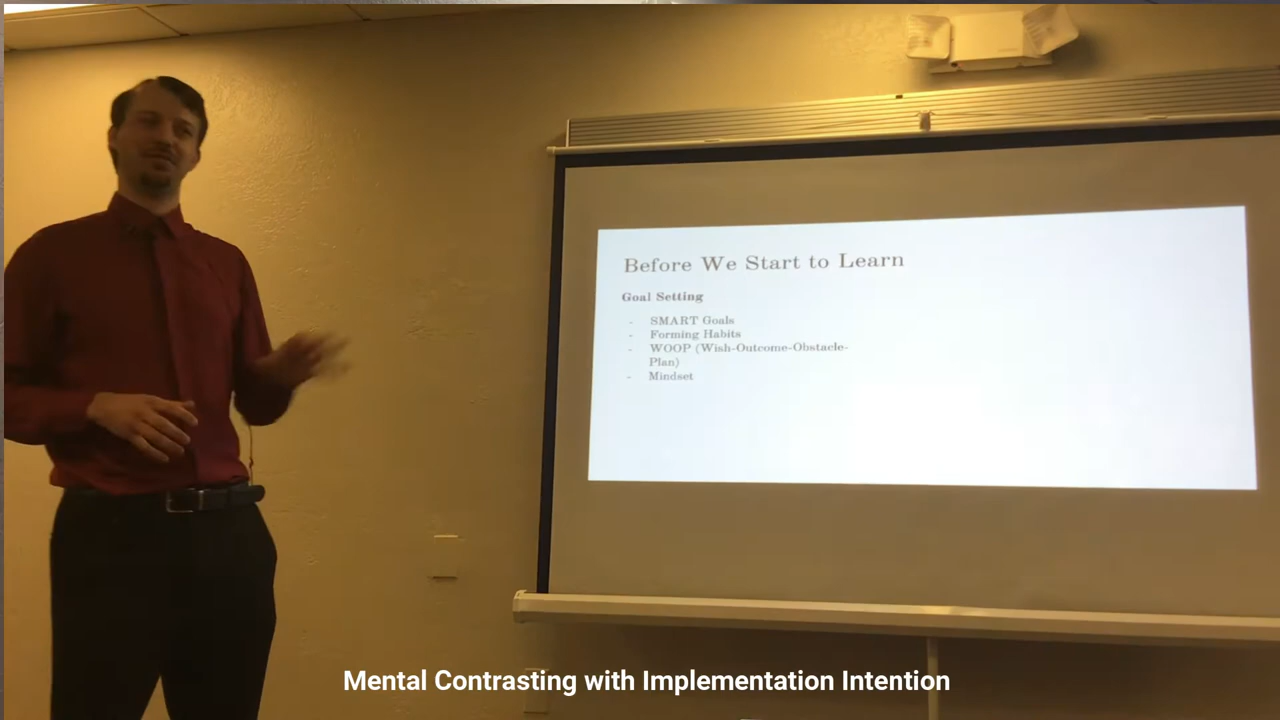 Before We Start to Learn
Goal Setting
- SMART Goals
- Forming Habits
- WOOP (Wish-Outcome-Obstacle-
Plan)
- Mindset
Mental Contrasting with Implementation Intention